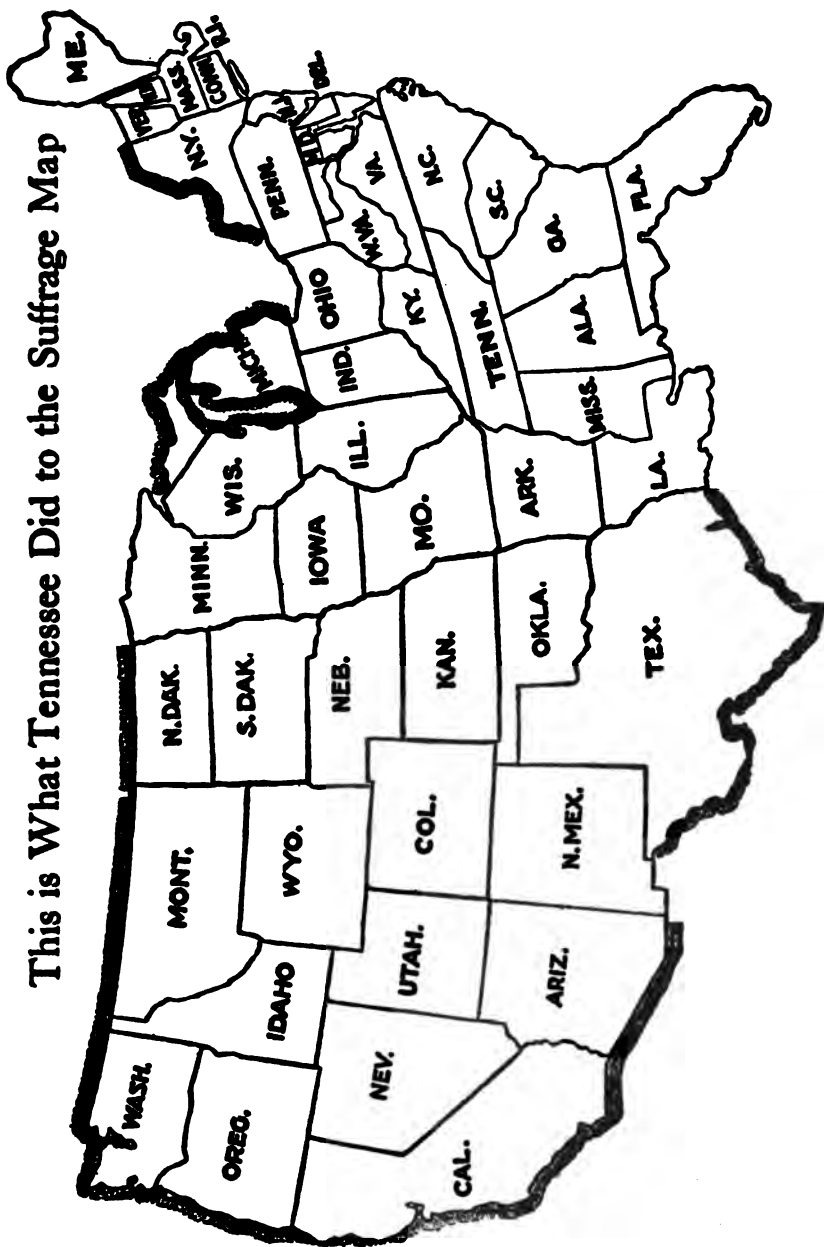 This is What Tennessee Did to the Suffrage Map
WASH.
OREG.
CAL.
IDAHO
NEV.
MONT.
WYO.
UTAH.
ARIZ.
COL.
N.MEX.
N.DAK.
S.DAK.
NEB.
KAN.
OKLA.
TEX.
MINN.
IOWA
MO.
ARK.
LA.
WIS.
ILL.
MICH.
IND.
OHIO
KY.
TENN.
MISS.
ALA.
GA.
FLA.
S.C.
N.C.
VA.
W.VA.
PENN.
N.Y.
N.J.
DEL.
M.D.
VER.
MASS.
CONN.
R.I.
ME.